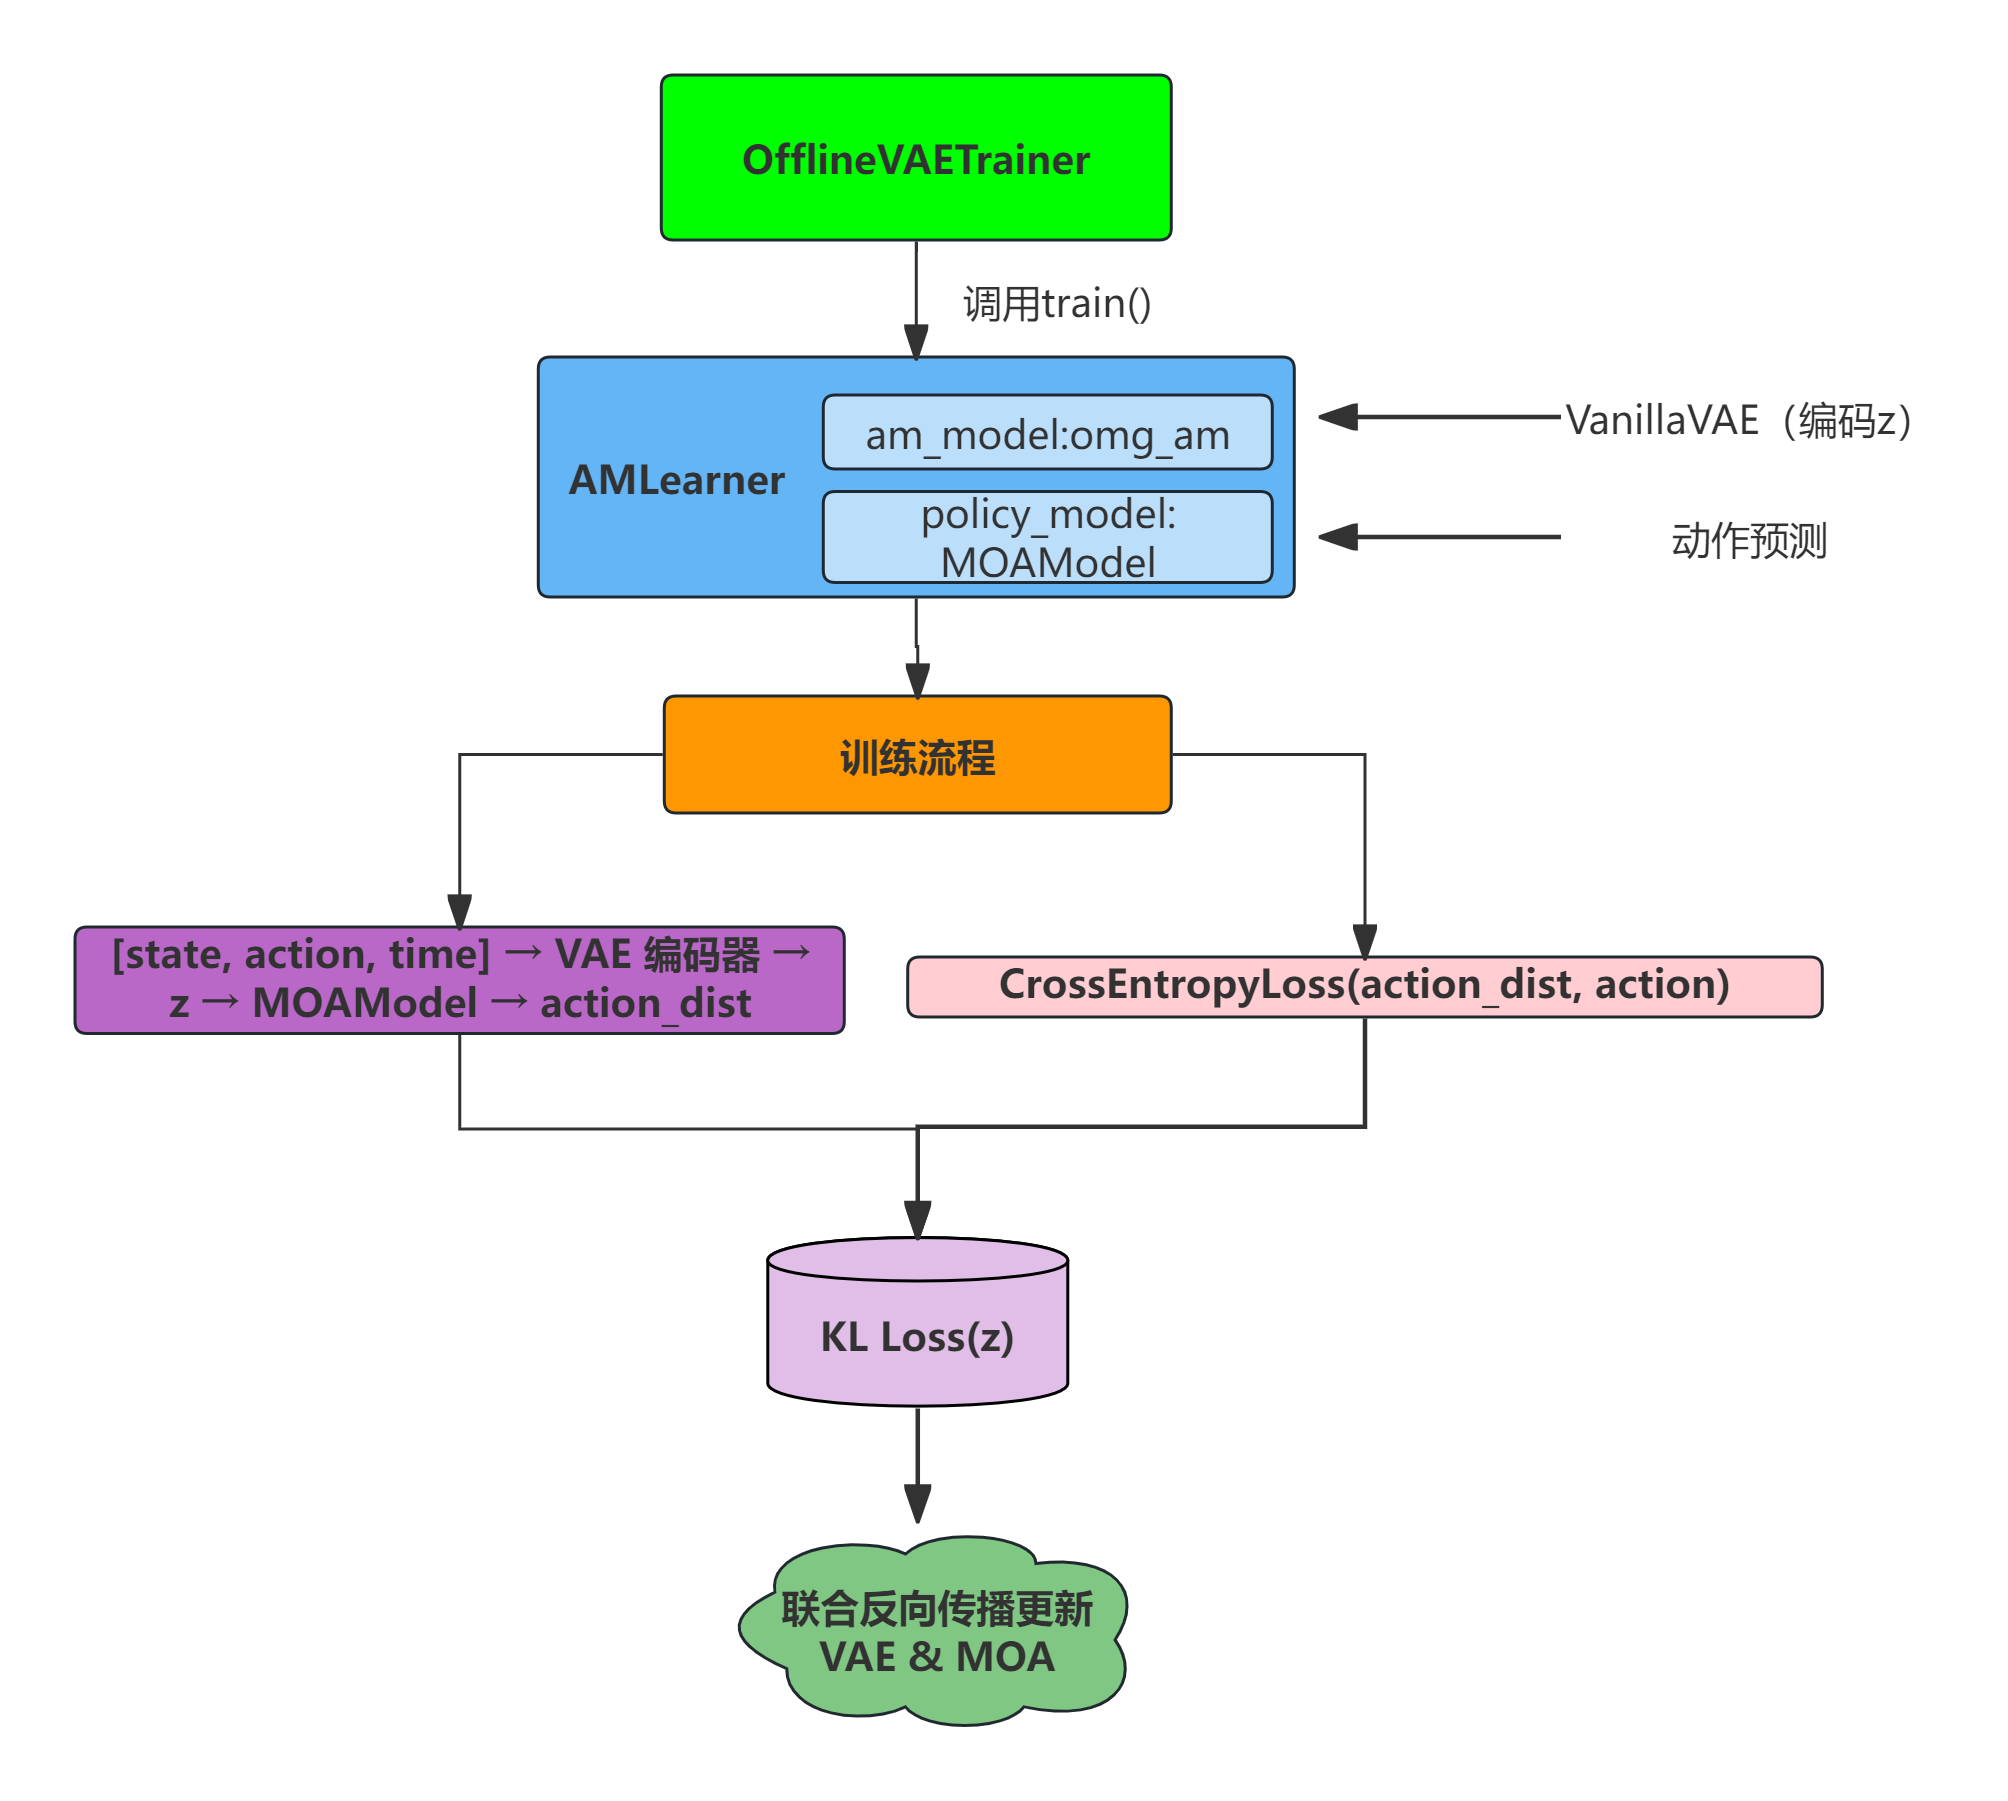 OfflineVAETrainer
调用train()
AMLearner
am_model:omg_am
policy_model:
MOAModel
VanillaVAE（编码z）
动作预测
训练流程
[state, action, time] → VAE 编码器 →
z → MOAModel → action_dist
CrossEntropyLoss(action_dist, action)
KL Loss(z)
联合反向传播更新
VAE & MOA